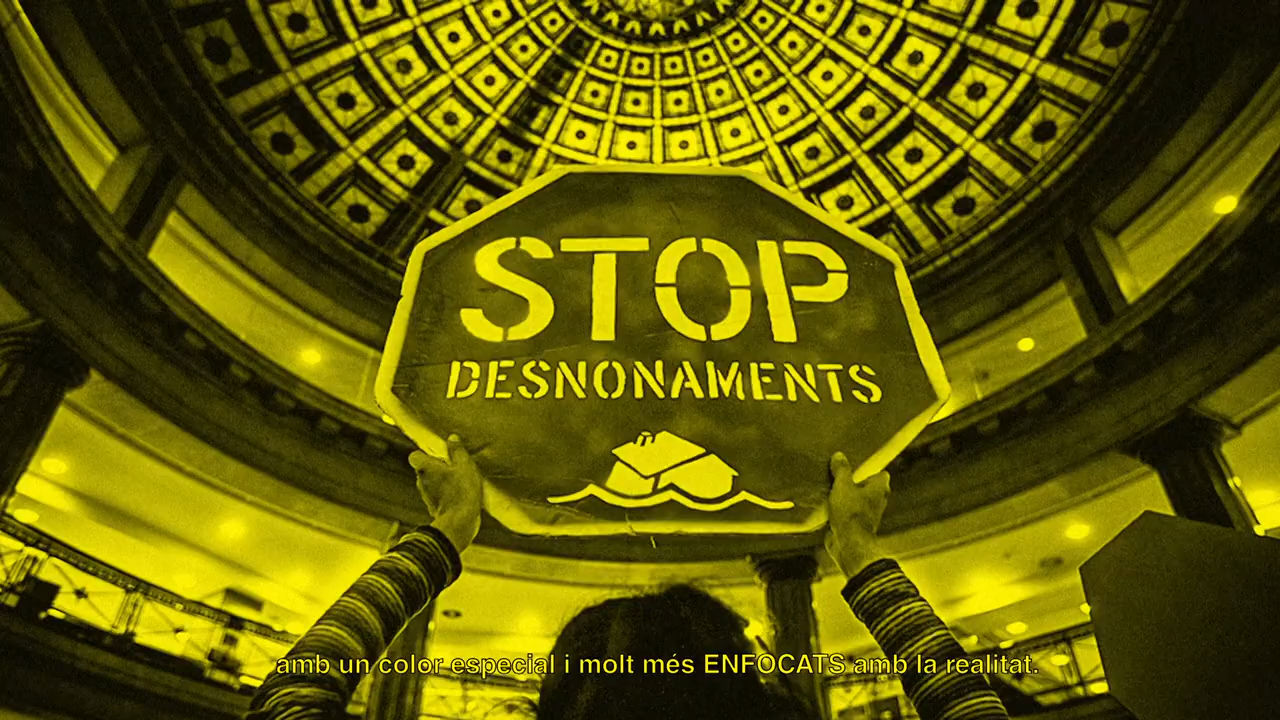 STOP
DESNONAMENTS
amb un color especial i molt més ENFOCATS amb la realitat.